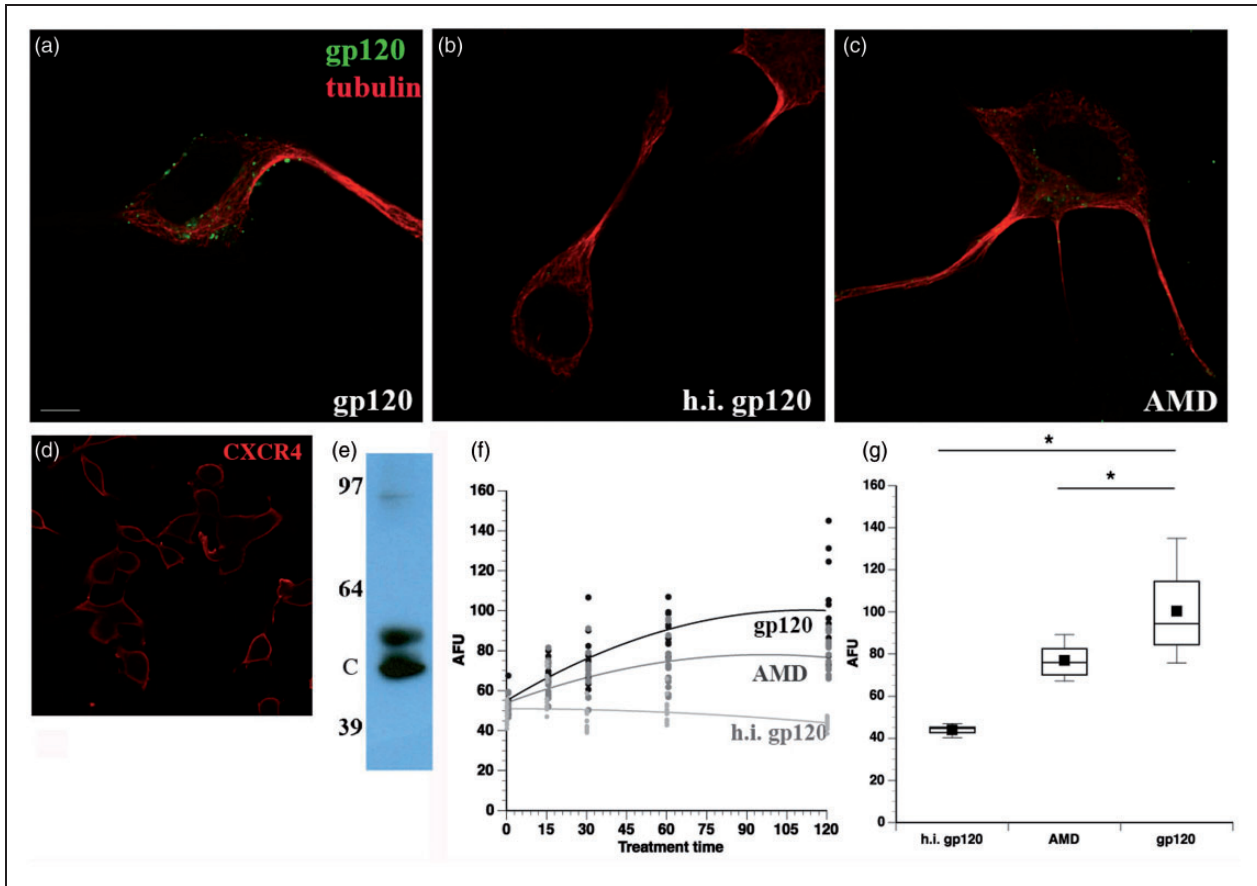 (a)
gp120
tubulin
gp120
(b)
h.i. gp120
(c)
AMD
(d)
CXCR4
(e)
97
64
C
39
(f)
160
140
120
100
80
60
40
20
0
AFU
0 15 30 45 60 75 90 105 120
Treatment time
gp120
AMD
h.i. gp120
(g)
* 
*
160
140
120
100
80
60
40
20
0
AFU
h.i. gp120 AMD gp120